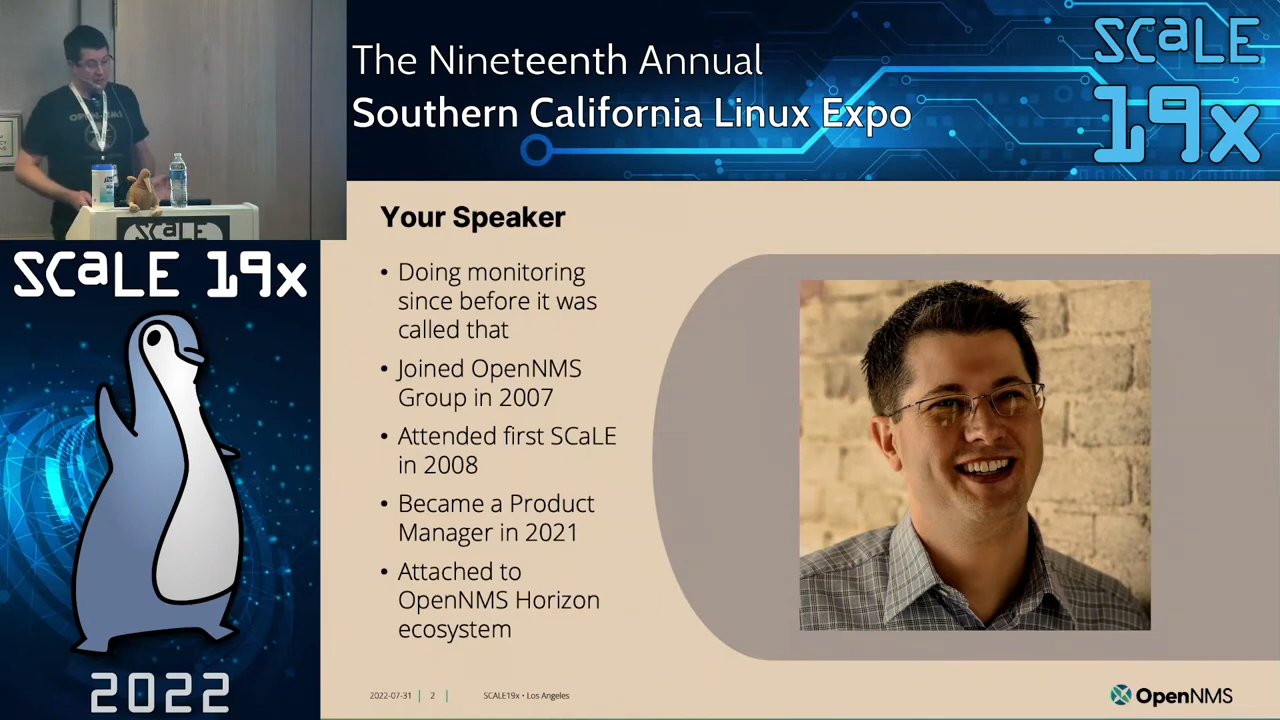 The Nineteenth Annual
Southern California Linux Expo
SCaLE
19x
SCaLE
SCaLE 19x
2022
Your Speaker
• Doing monitoring
since before it was
called that
• Joined OpenNMS
Group in 2007
• Attended first SCaLE
in 2008
• Became a Product
Manager in 2021
• Attached to
OpenNMS Horizon
ecosystem
2022-07-31 | 2 | SCALE19x • Los Angeles
OpenNMS